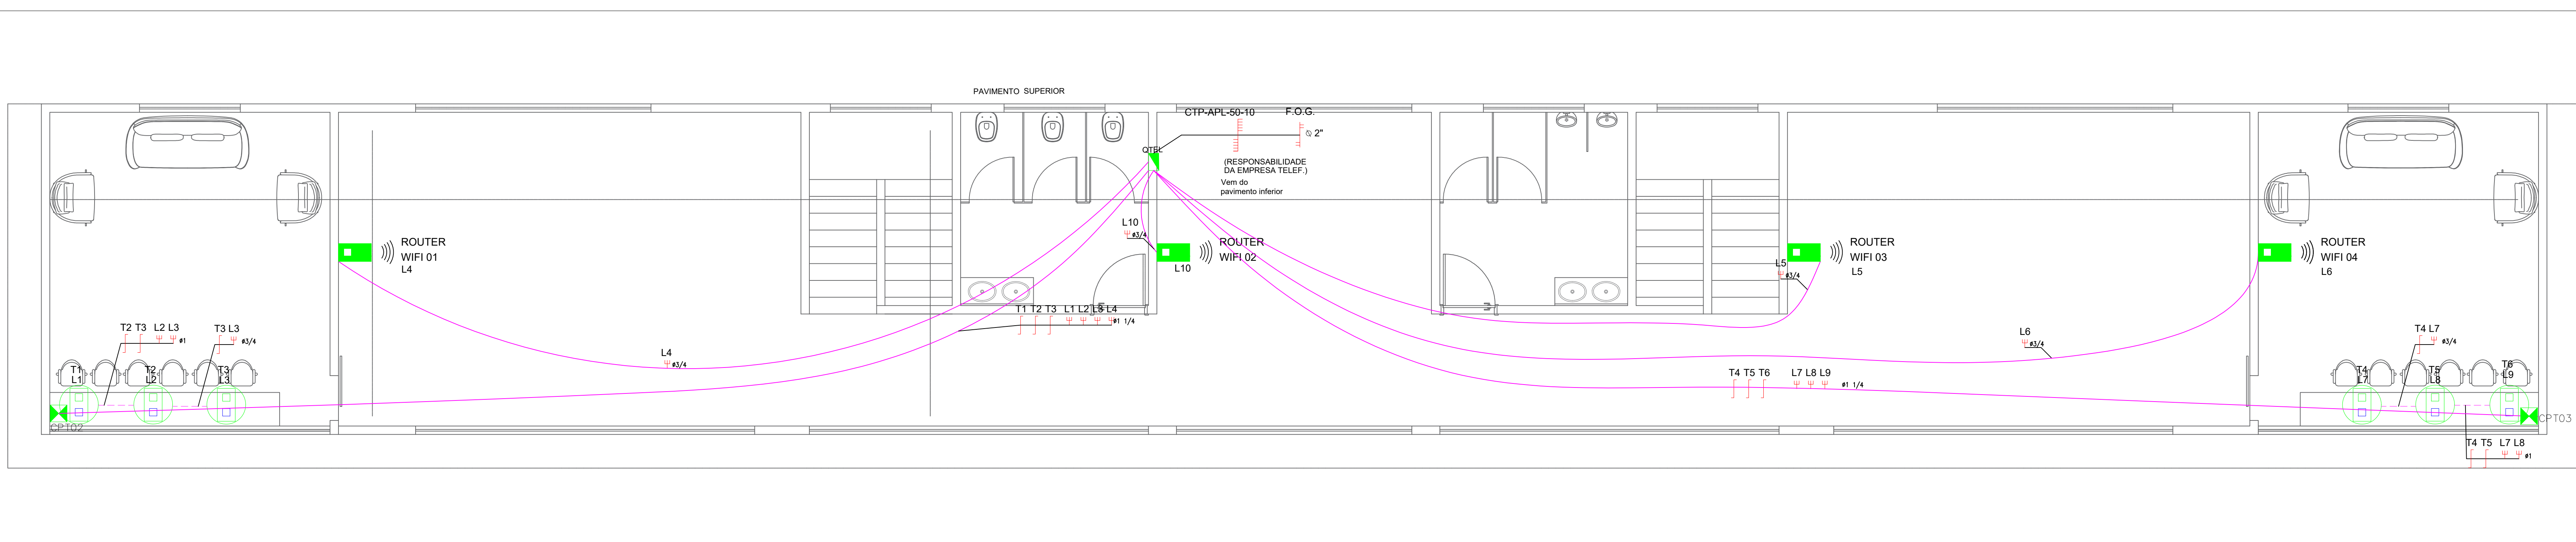 PAVIMENTO SUPERIOR
CTP-APL-50-10
F.O.G.
2"
QTEL
(RESPONSABILIDADE
DA EMPRESA TELEF.)
Vem do
pavimento inferior
ROUTER
WIFI 01
L4
L10
ø3/4
ROUTER
WIFI 02
L10
L5
ø3/4
ROUTER
WIFI 03
L5
ROUTER
WIFI 04
L6
T2 T3 L2 L3
ø1
T3 L3
ø3/4
T1
L1
T2
L2
T3
L3
CPT02
L4
ø3/4
T1 T2 T3 L1 L2 L3 L4
ø1 1/4
L6
ø3/4
T4 T5 T6 L7 L8 L9
ø1 1/4
T4 L7
ø3/4
T4
L7
T5
L8
T6
L9
CPT03
T4 T5 L7 L8
ø1